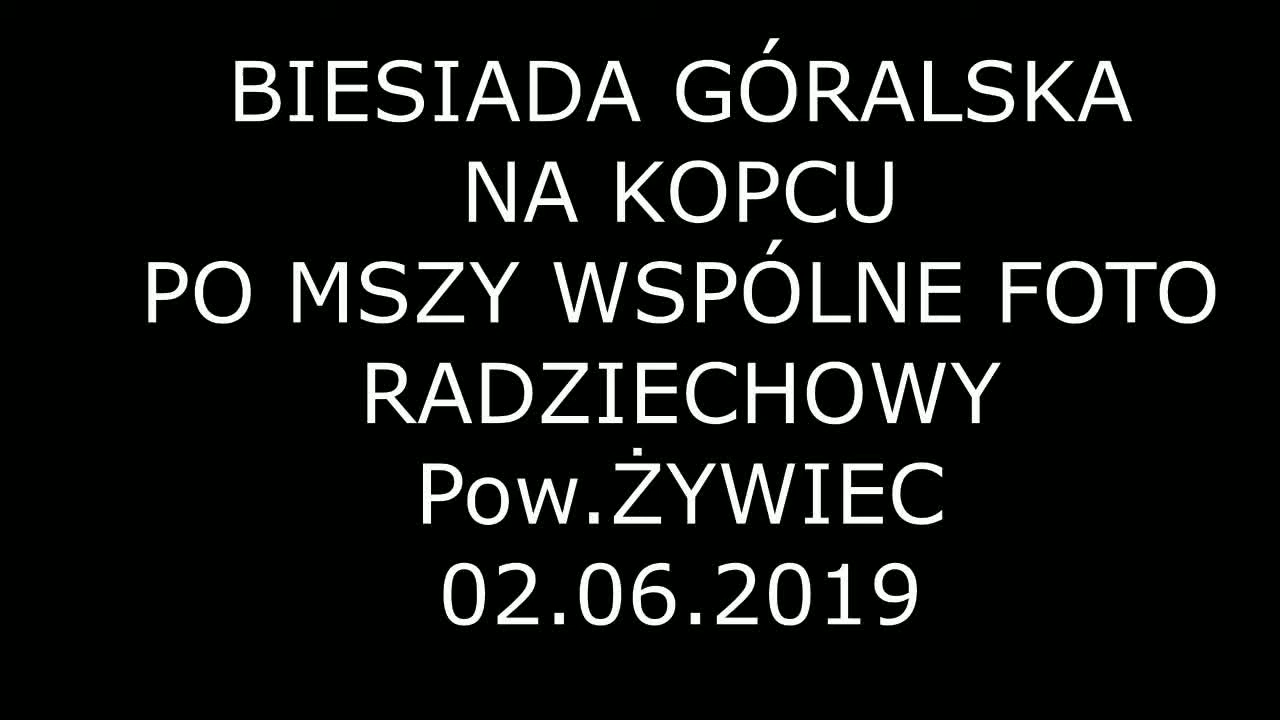 BIESIADA GÓRALSKA
NA KOPCU
PO MSZY WSPÓLNE FOTO
RADZIECHOWY
Pow.ŻYWIEC
02.06.2019